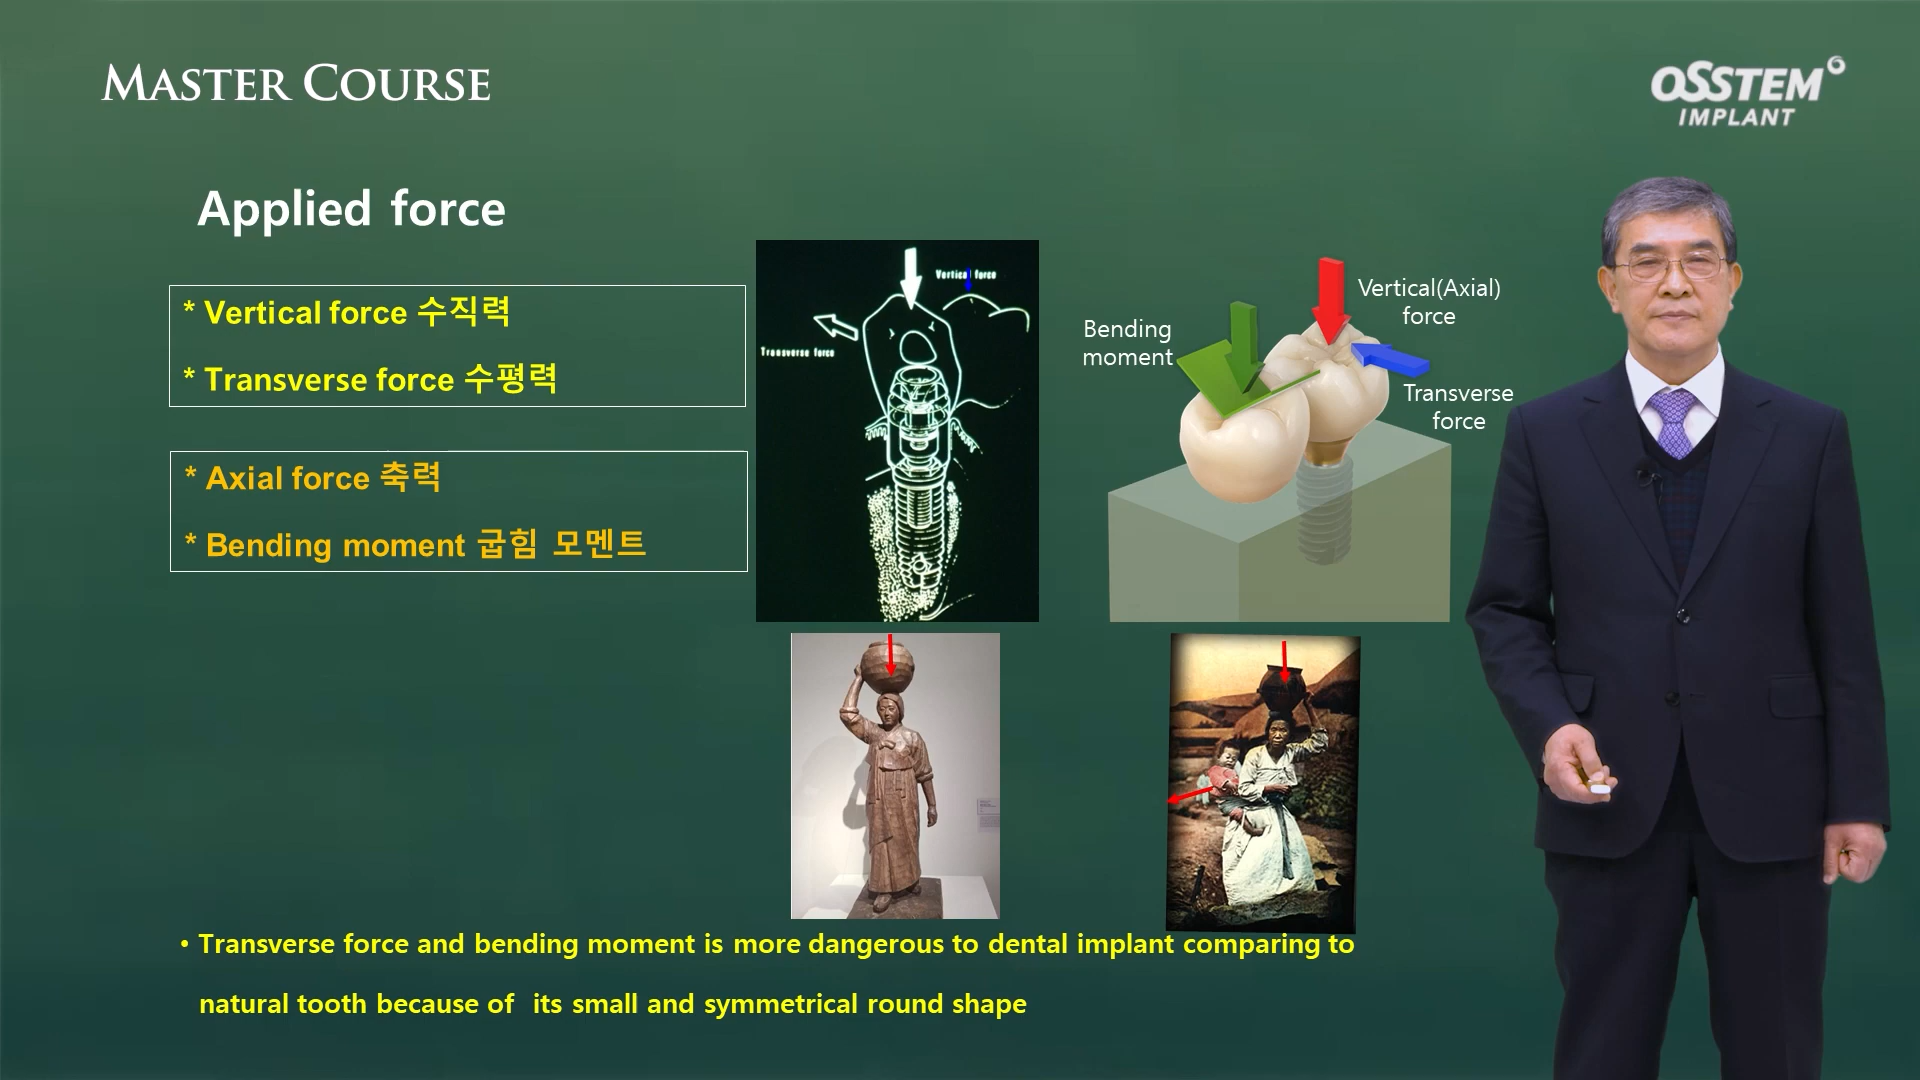 MASTER COURSE
OSSTEM
IMPLANT
Applied force
* Vertical force 수직력
* Transverse force 수평력
* Axial force 축력
* Bending moment 굽힘 모멘트
Vertical force
Transverse force
Bending
moment
Vertical(Axial)
force
Transverse
force
• Transverse force and bending moment is more dangerous to dental implant comparing to
natural tooth because of its small and symmetrical round shape